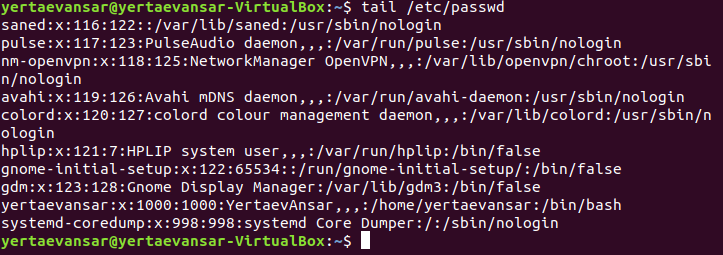 yertaevansar@yertaevansar-VirtualBox:~$ tail /etc/passwd
saned:x:116:122::/var/lib/saned:/usr/sbin/nologin
pulse:x:117:123:PulseAudio daemon,,,:/var/run/pulse:/usr/sbin/nologin
nm-openvpn:x:118:125:NetworkManager OpenVPN,,,:/var/lib/openvpn/chroot:/usr/sbi
n/nologin
avahi:x:119:126:Avahi mDNS daemon,,,:/var/run/avahi-daemon:/usr/sbin/nologin
colord:x:120:127:colord colour management daemon,,,:/var/lib/colord:/usr/sbin/n
ologin
hplip:x:121:7:HPLIP system user,,,:/var/run/hplip:/bin/false
gnome-initial-setup:x:122:65534::/run/gnome-initial-setup/:/bin/false
gdm:x:123:128:Gnome Display Manager:/var/lib/gdm3:/bin/false
yertaevansar:x:1000:1000:YertaevAnsar,,,:/home/yertaevansar:/bin/bash
systemd-coredump:x:998:998:systemd Core Dumper:/:/sbin/nologin
yertaevansar@yertaevansar-VirtualBox:~$